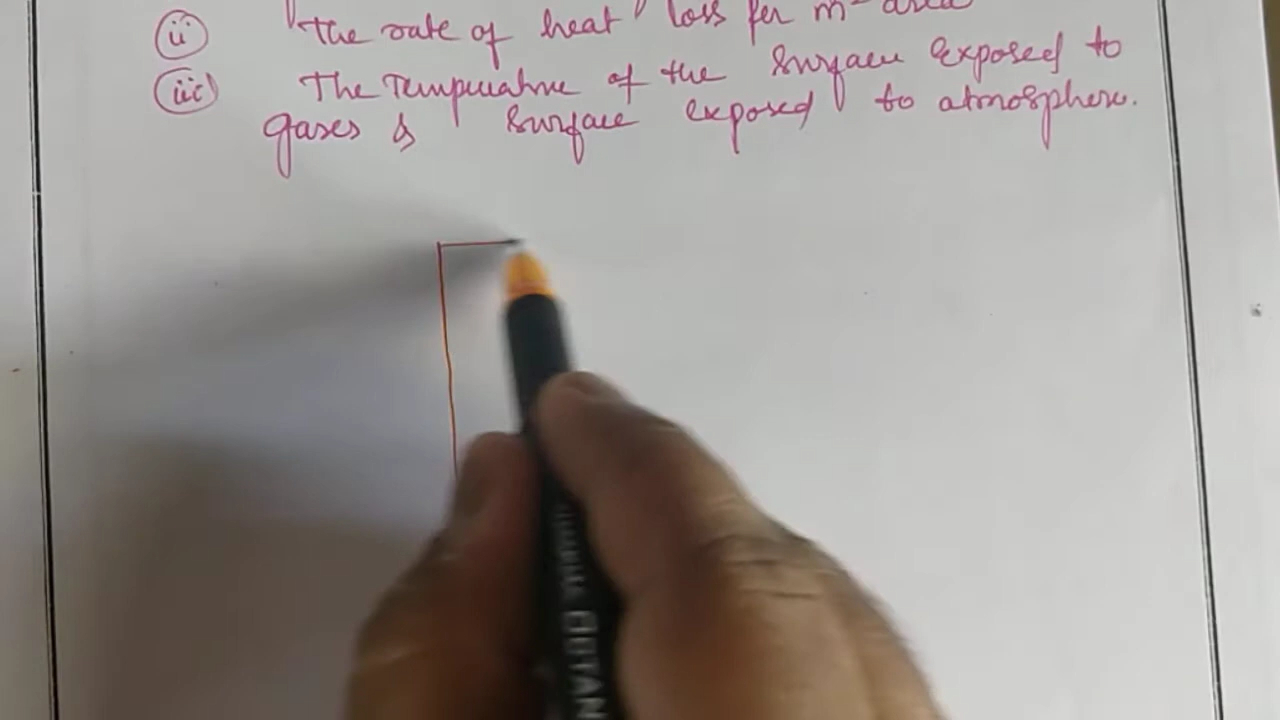 ii The rate of heat loss per m² area
iii The Temperature of the surface exposed to
gases & surface exposed to atmosphere.
OCTAN